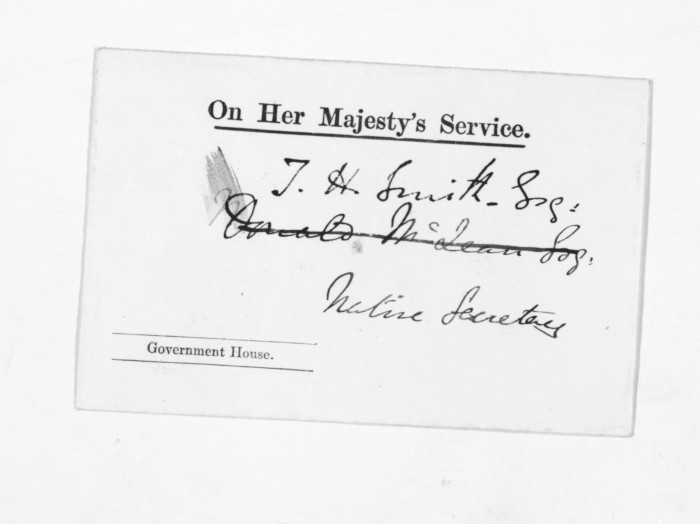 On Her Majesty's Service.
T. H. Smith Esq:
Donald McLean Esq.
Native Secretary
Government House.